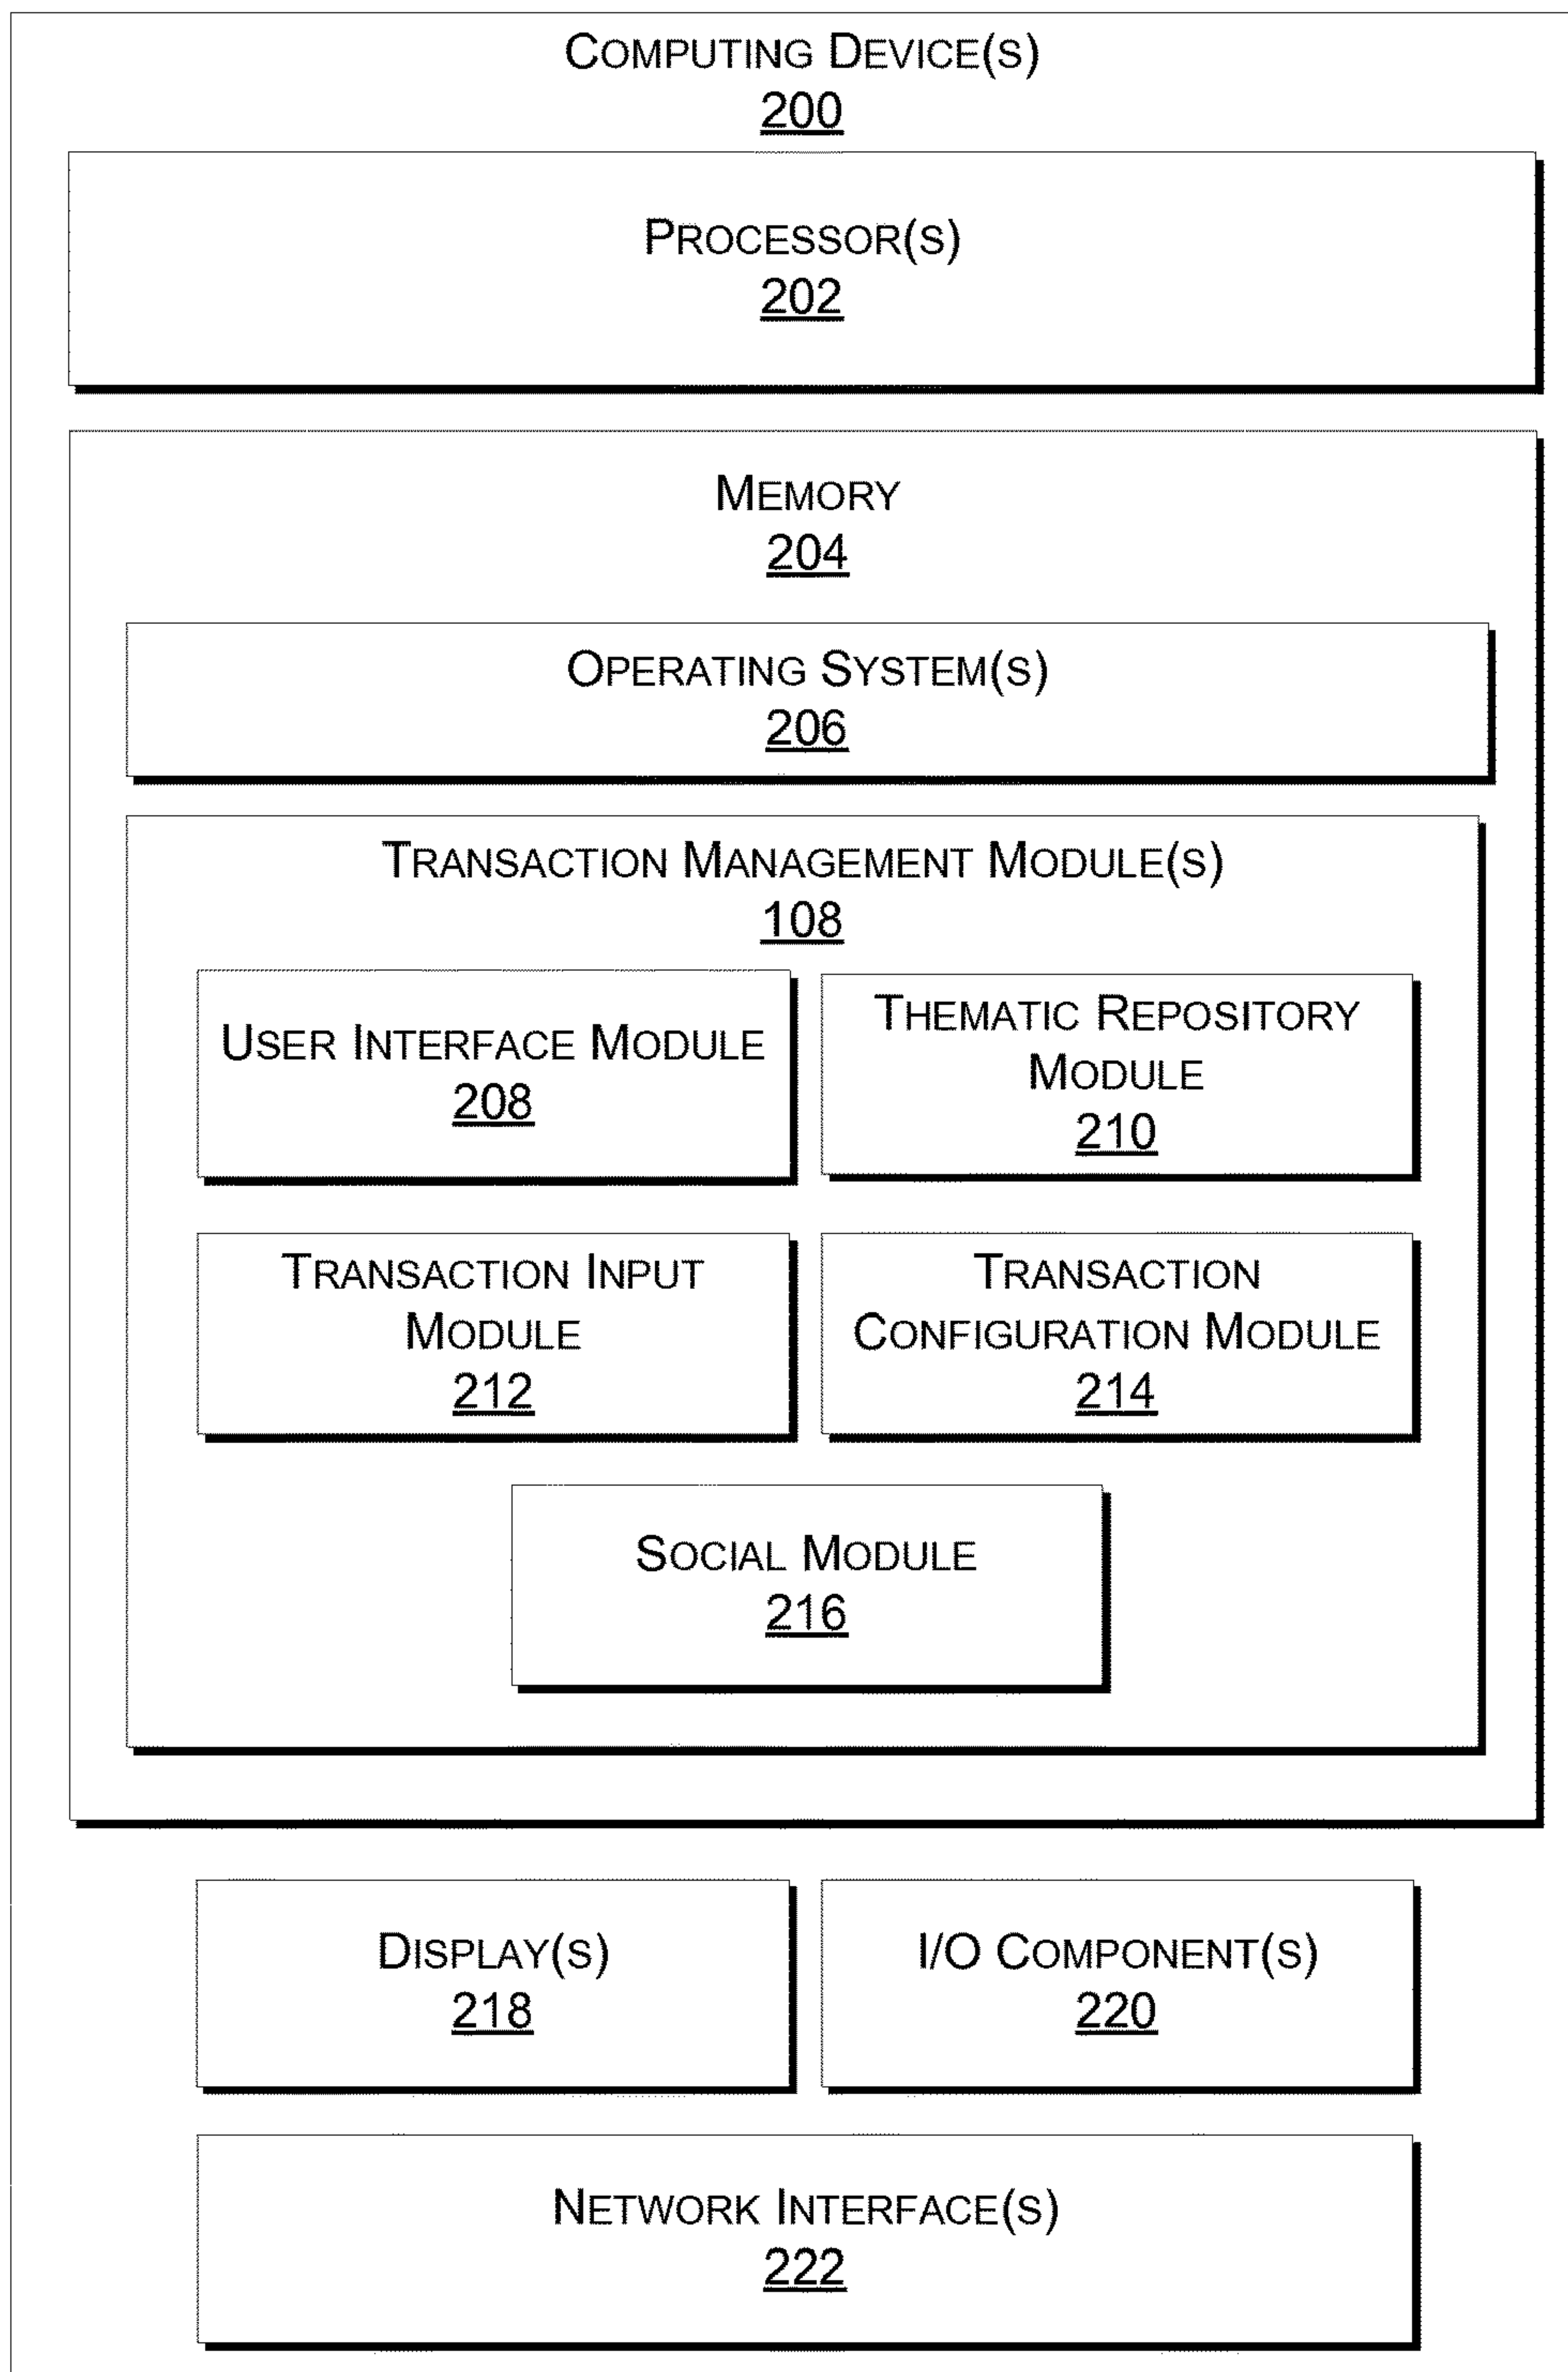 COMPUTING DEVICE(S)
200
PROCESSOR(S)
202
MEMORY
204
OPERATING SYSTEM(S)
206
TRANSACTION MANAGEMENT MODULE(S)
108
USER INTERFACE MODULE
208
THEMATIC REPOSITORY
MODULE
210
TRANSACTION INPUT
MODULE
212
TRANSACTION
CONFIGURATION MODULE
214
SOCIAL MODULE
216
DISPLAY(S)
218
I/O COMPONENT(S)
220
NETWORK INTERFACE(S)
222